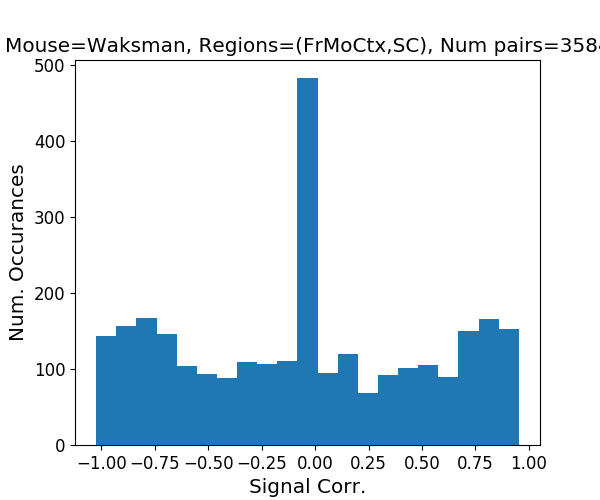 Mouse=Waksman, Regions=(FrMoCtx,SC), Num pairs=3584
500
400
300
200
100
0
Num. Occurances
−1.00 −0.75 −0.50 −0.25 0.00 0.25 0.50 0.75 1.00
Signal Corr.